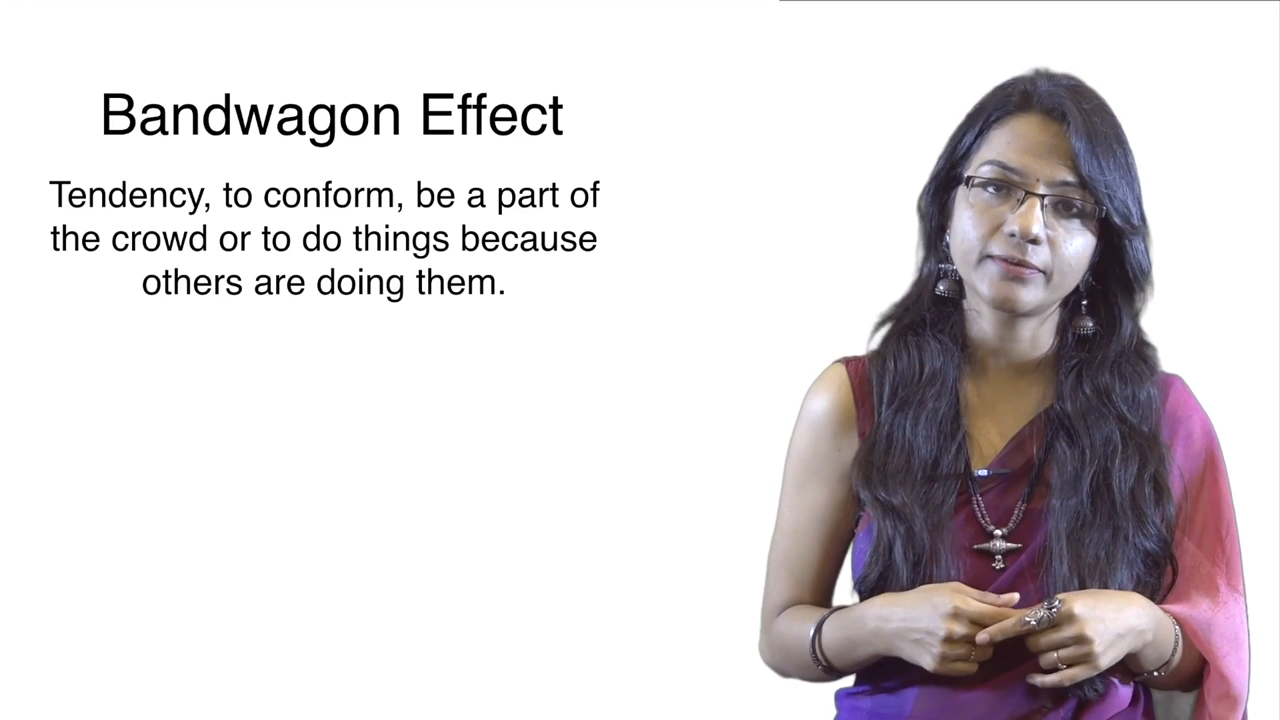 Bandwagon Effect
Tendency, to conform, be a part of
the crowd or to do things because
others are doing them.